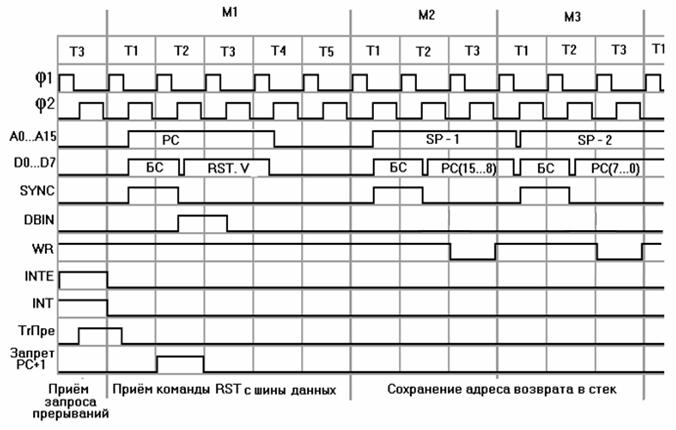 M1 M2 M3
T3 T1 T2 T3 T4 T5 T1 T2 T3 T1 T2 T3 T1
φ1
φ2
A0...A15 PC SP - 1 SP - 2
D0...D7 БС RST. V БС PC(15...8) БС PC(7...0)
SYNC
DBIN
WR
INTE
INT
TгПре
Запрет
PC+1
Приём Приём команды RST с шины данных Сохранение адреса возврата в стек
запроса
прерываний